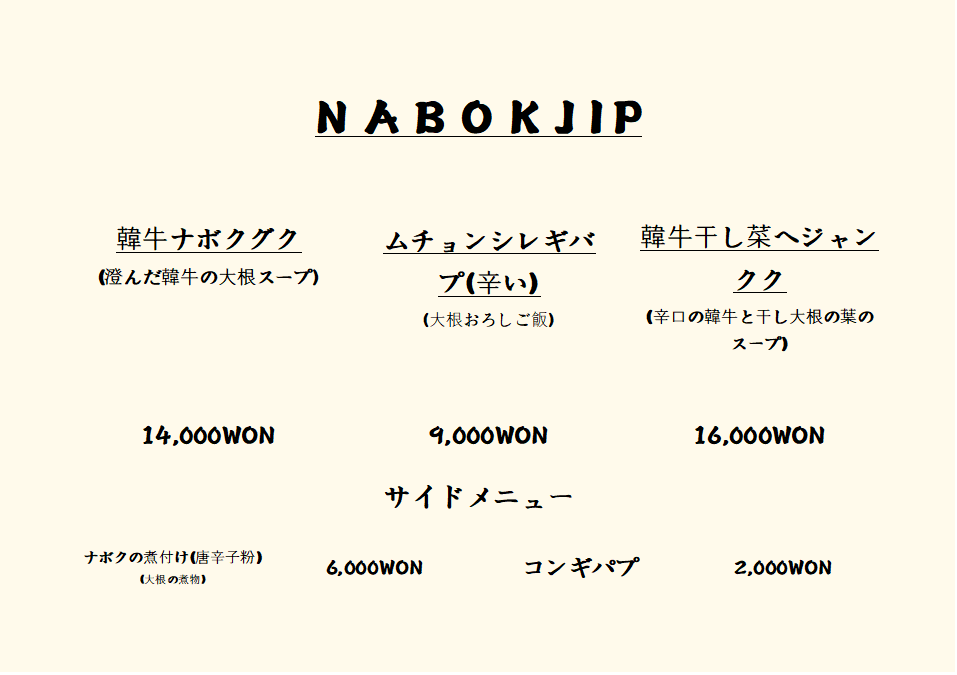 NABOKJIP
韓牛ナボクグク
(澄んだ韓牛の大根スープ)
ムチョンシレギバ
プ(辛い)
(大根おろしご飯)
韓牛干し菜へジャン
クク
(辛口の韓牛と干し大根の葉の
スープ)
14,000WON
9,000WON
16,000WON
サイドメニュー
ナボクの煮付け(唐辛子粉)
(大根の煮物)
6,000WON
コンギパプ
2,000WON